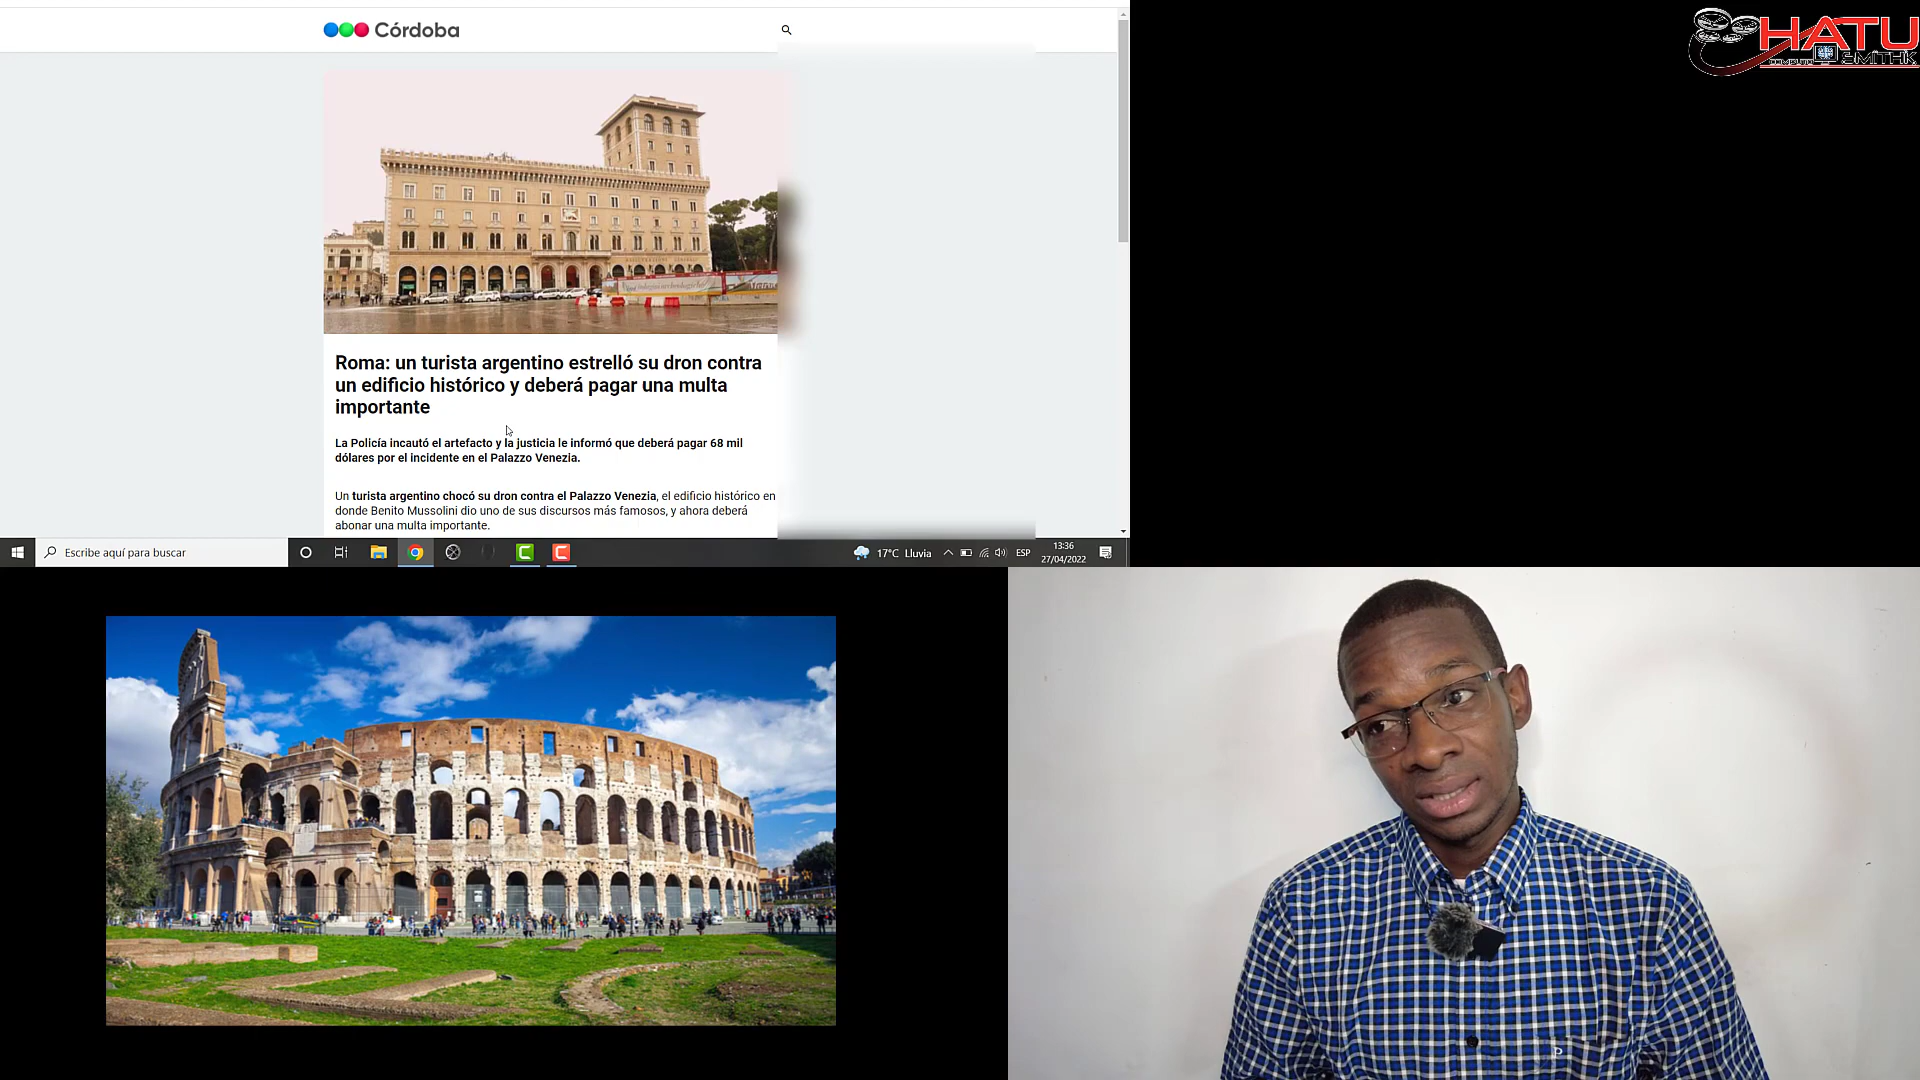 Córdoba
HATU
SMITHK
Roma: un turista argentino estrelló su dron contra
un edificio histórico y deberá pagar una multa
importante
La Policía incautó el artefacto y la justicia le informó que deberá pagar 68 mil
dólares por el incidente en el Palazzo Venezia.
Un turista argentino chocó su dron contra el Palazzo Venezia, el edificio histórico en
donde Benito Mussolini dio uno de sus discursos más famosos, y ahora deberá
abonar una multa importante.
Escribe aquí para buscar
17°C Lluvia
ESP
13:36
27/04/2022